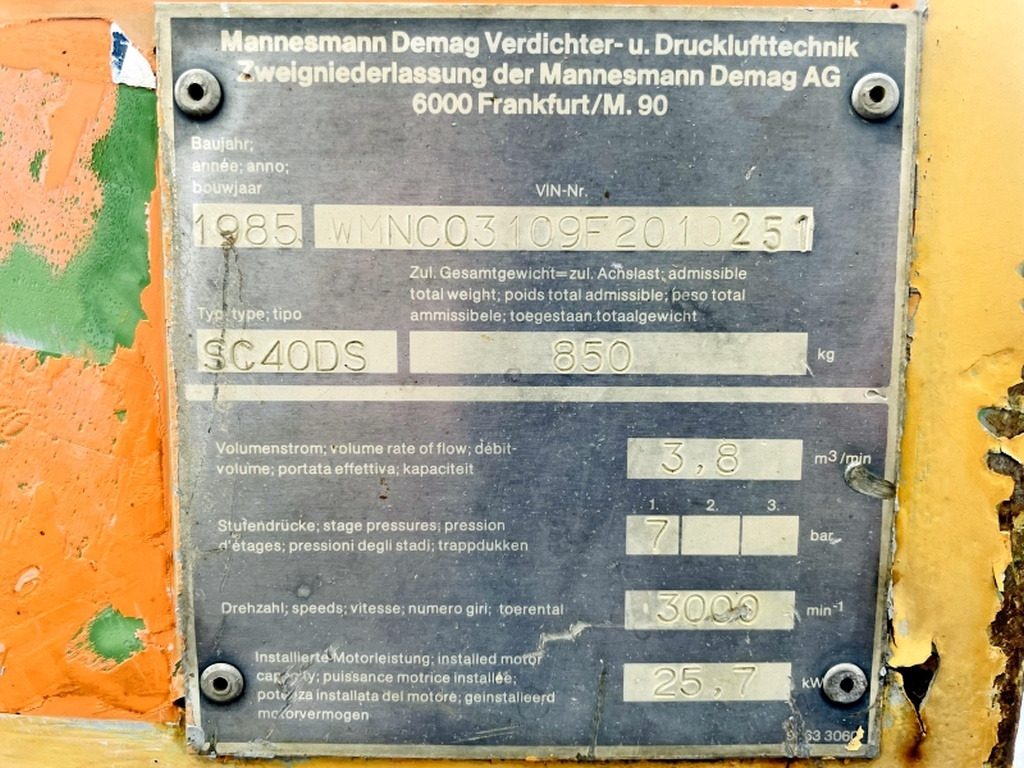 Mannesmann Demag Verdichter- u. Drucklufttechnik
Zweigniederlassung der Mannesmann Demag AG
6000 Frankfurt/M. 90
Baujahr;
année; anno;
bouwjaar
VIN-Nr.
1985 WMNC03109F2010251
Zul. Gesamtgewicht=zul. Achslast; admissible
total weight; poids total admissible; peso total
ammissibele; toegestaan totaalgewicht
Typ, type; tipo
SC40DS 850 kg
Volumenstrom; volume rate of flow; débit-
volume; portata effettiva; kapaciteit
3,8 m³/min
1. 2. 3.
Stufendrücke; stage pressures; pression
d'étages; pressioni degli stadi; trappdukken
7 bar
Drehzahl; speeds; vitesse; numero giri; toerental
3000 min⁻¹
Installierte Motorleistung; installed motor
capacity; puissance motrice installée;
potenza installata del motore; geinstalleerd
motorvermogen
25,7 kW